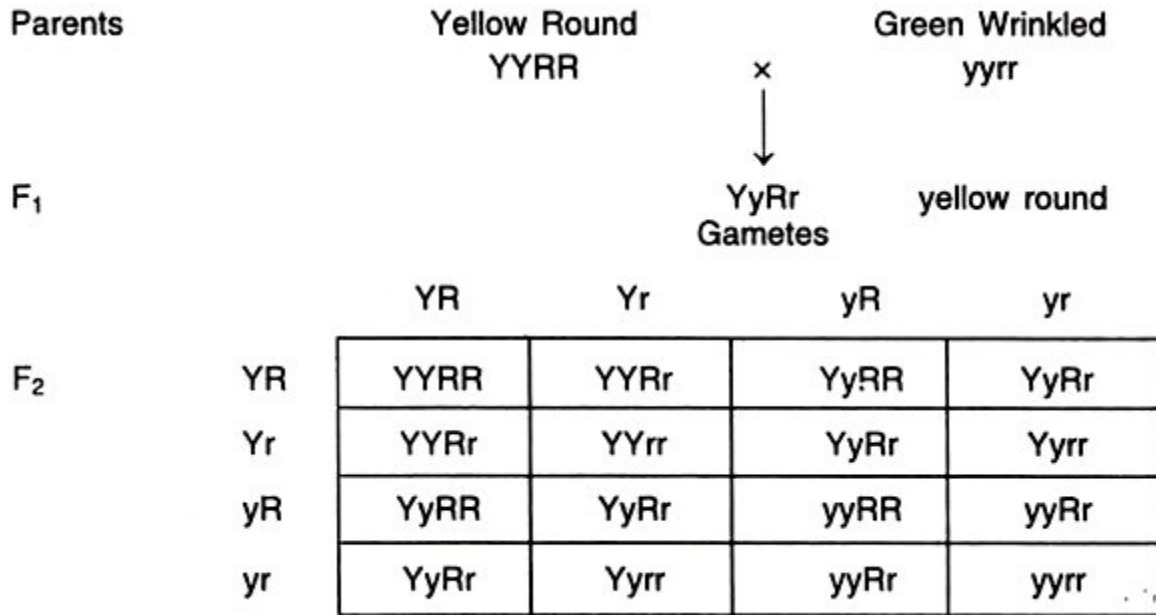 Parents Yellow Round Green Wrinkled
YYRR × yyrr
F₁ YyRr yellow round
Gametes
YR Yr yR yr
F₂ YR YYRR YYRr YyRR YyRr
Yr YYRr YYrr YyRr Yyrr
yR YyRR YyRr yyRR yyRr
yr YyRr Yyrr yyRr yyrr